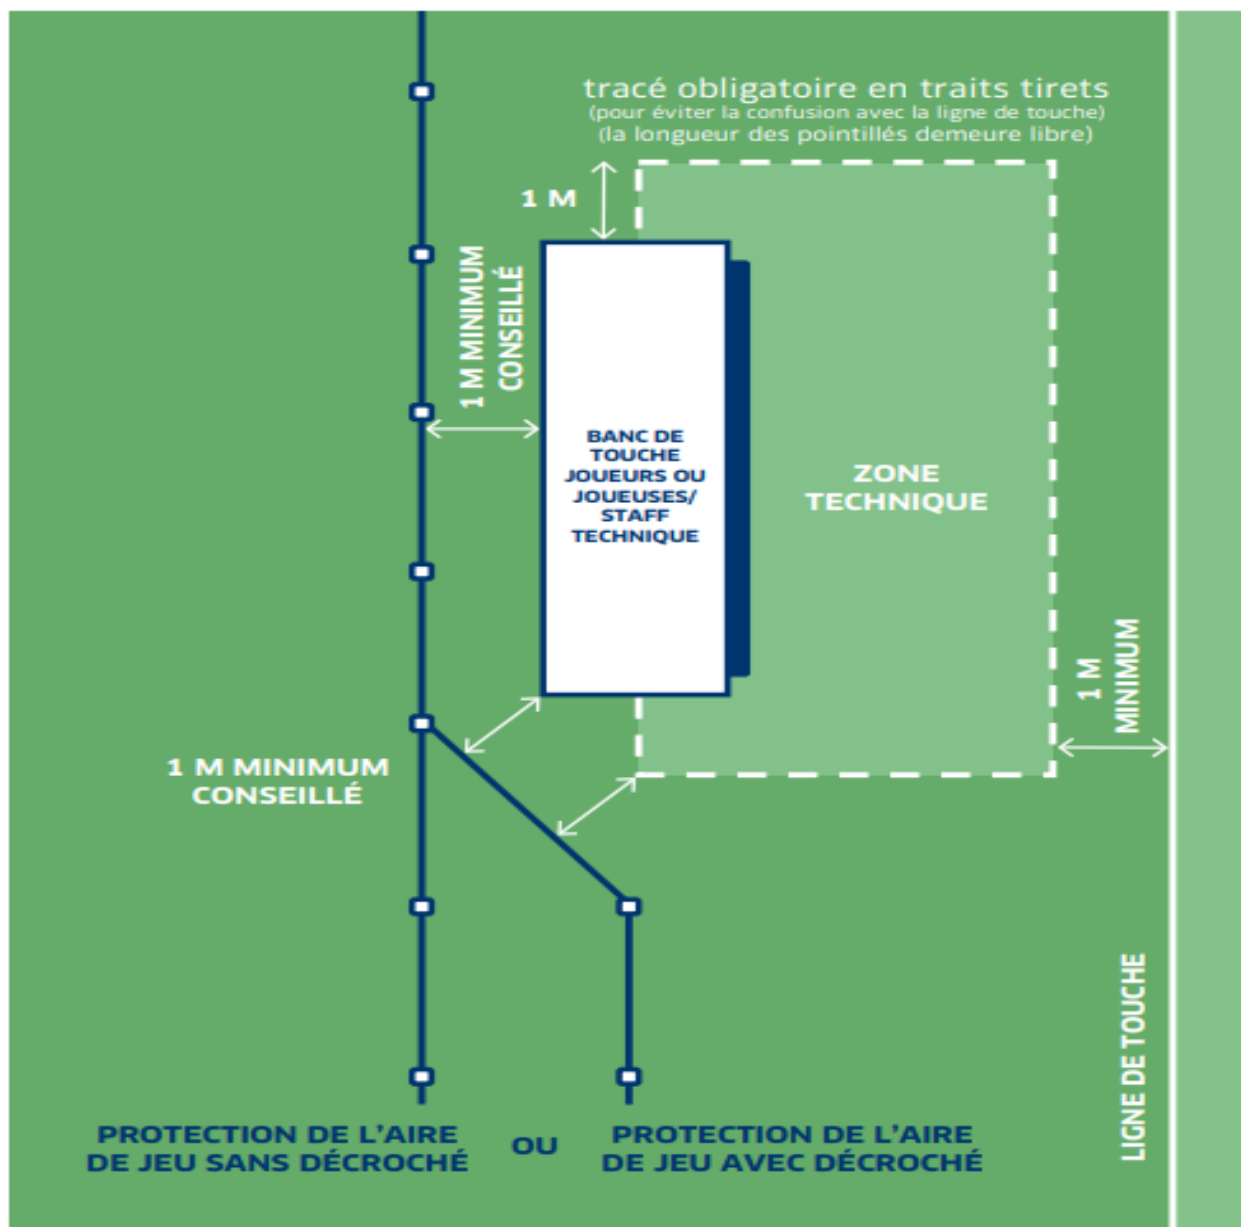 tracé obligatoire en traits tirets
(pour éviter la confusion avec la ligne de touche)
(la longueur des pointillés demeure libre)
1 M
1 M MINIMUM
CONSEILLÉ
BANC DE
TOUCHE
JOUEURS OU
JOUEUSES/
STAFF
TECHNIQUE
ZONE
TECHNIQUE
1 M
MINIMUM
1 M MINIMUM
CONSEILLÉ
LIGNE DE TOUCHE
PROTECTION DE L'AIRE
DE JEU SANS DÉCROCHÉ
OU
PROTECTION DE L'AIRE
DE JEU AVEC DÉCROCHÉ